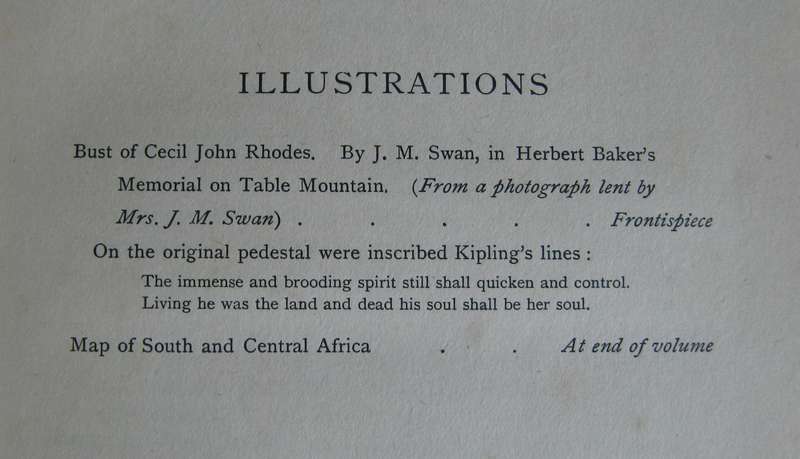 ILLUSTRATIONS
Bust of Cecil John Rhodes. By J. M. Swan, in Herbert Baker's
Memorial on Table Mountain. (From a photograph lent by
Mrs. J. M. Swan) . . . . . Frontispiece
On the original pedestal were inscribed Kipling's lines :
The immense and brooding spirit still shall quicken and control.
Living he was the land and dead his soul shall be her soul.
Map of South and Central Africa . . At end of volume